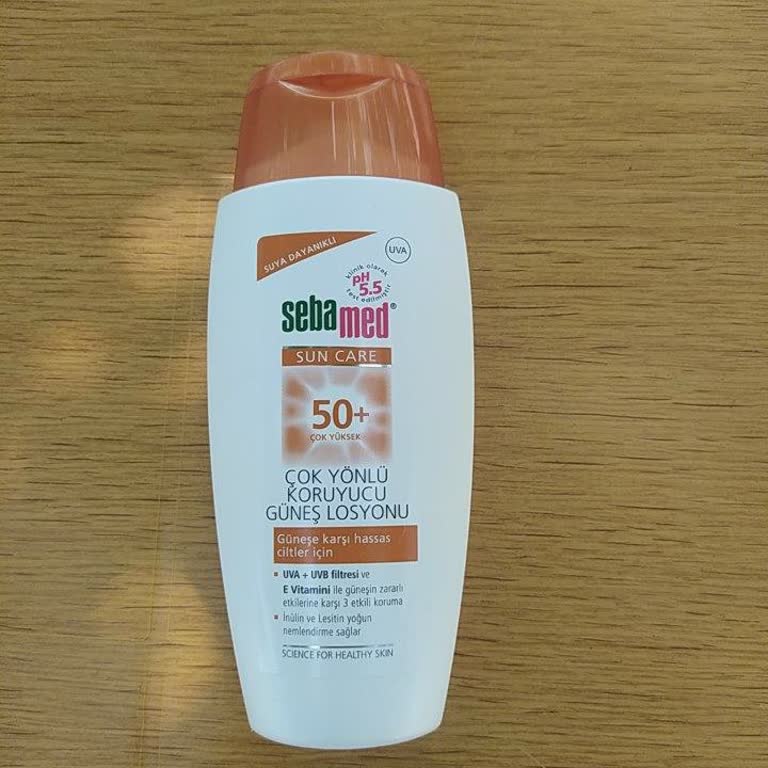 SUYA DAYANIKLI
UVA
klinik olarak
pH
5.5
test edilmiştir
sebamed®
SUN CARE
50+
ÇOK YÜKSEK
ÇOK YÖNLÜ
KORUYUCU
GÜNEŞ LOSYONU
Güneşe karşı hassas
ciltler için
UVA + UVB filtresi ve
E Vitamini ile güneşin zararlı
etkilerine karşı 3 etkili koruma
İnülin ve Lesitin yoğun
nemlendirme sağlar
SCIENCE FOR HEALTHY SKIN